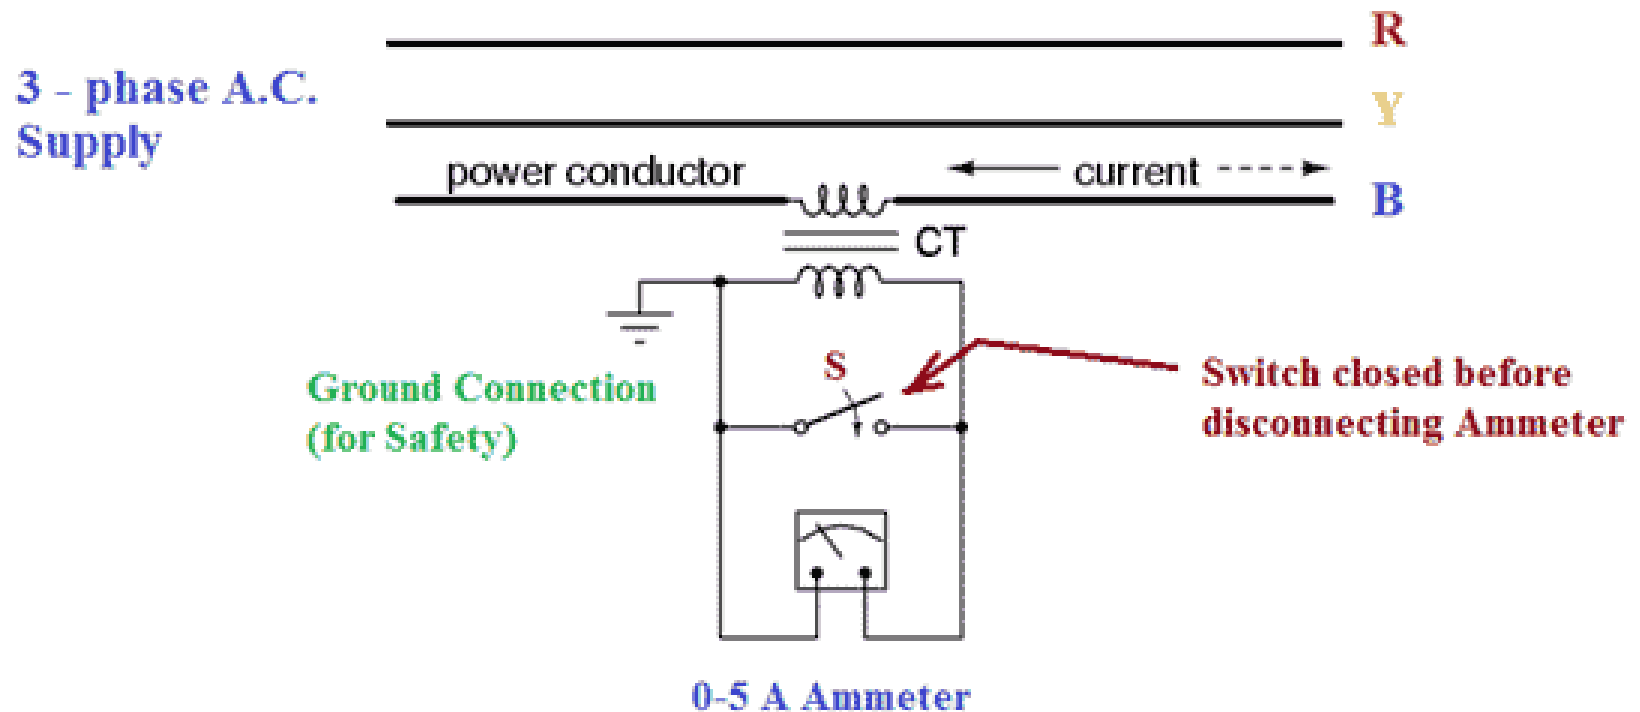 R
3 - phase A.C.
Supply
Y
power conductor
current
B
CT
S
Ground Connection
(for Safety)
Switch closed before
disconnecting Ammeter
0-5 A Ammeter